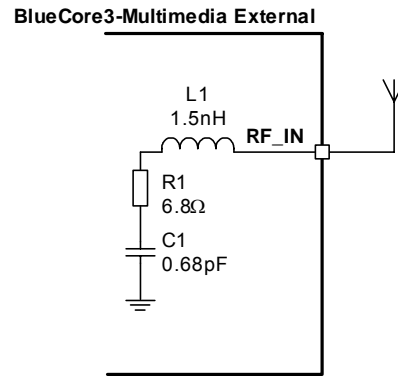 BlueCore3-Multimedia External
L1
1.5nH
RF_IN
R1
6.8Ω
C1
0.68pF